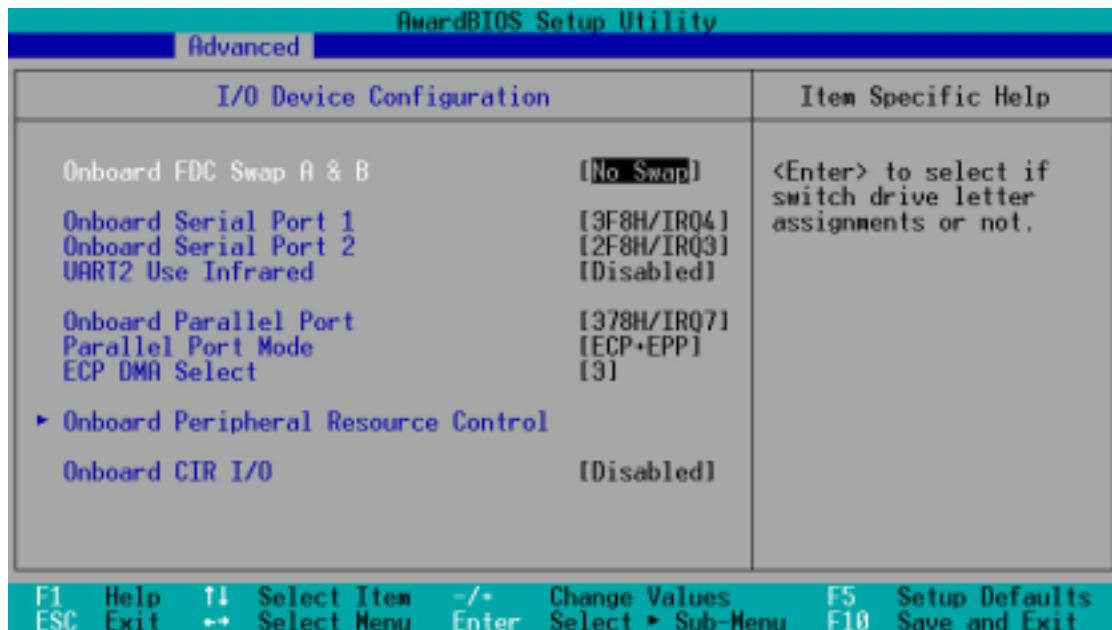 AwardBIOS Setup Utility
Advanced
I/O Device Configuration
Item Specific Help
Onboard FDC Swap A & B [No Swap]
Onboard Serial Port 1 [3F8H/IRQ4]
Onboard Serial Port 2 [2F8H/IRQ3]
UART2 Use Infrared [Disabled]
Onboard Parallel Port [378H/IRQ7]
Parallel Port Mode [ECP+EPP]
ECP DMA Select [3]
► Onboard Peripheral Resource Control
Onboard CIR I/O [Disabled]
<Enter> to select if
switch drive letter
assignments or not.
F1 Help ↑↓ Select Item -/+ Change Values F5 Setup Defaults
ESC Exit ←→ Select Menu Enter Select ► Sub-Menu F10 Save and Exit